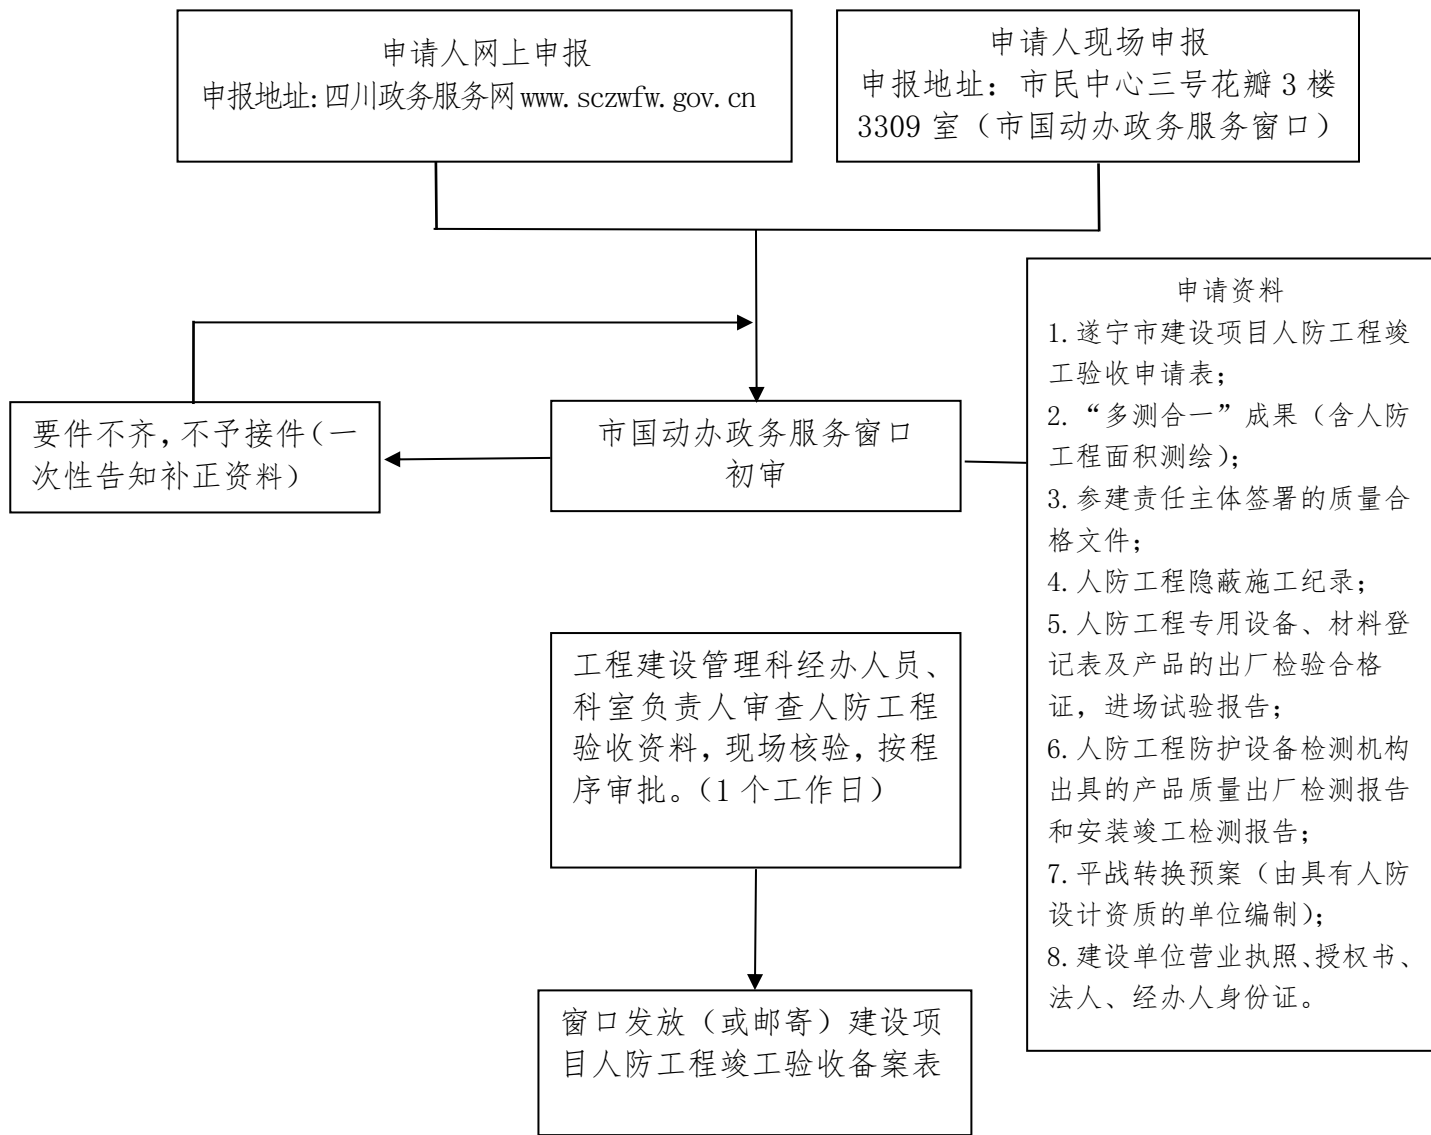 申请人网上申报
申报地址:四川政务服务网www.sczwfw.gov.cn
申请人现场申报
申报地址：市民中心三号花瓣3楼
3309室（市国动办政务服务窗口）
要件不齐,不予接件(一
次性告知补正资料)
市国动办政务服务窗口
初审
申请资料
1.遂宁市建设项目人防工程竣
工验收申请表；
2.“多测合一”成果（含人防
工程面积测绘）；
3.参建责任主体签署的质量合
格文件；
4.人防工程隐蔽施工纪录；
5.人防工程专用设备、材料登
记表及产品的出厂检验合格
证，进场试验报告；
6.人防工程防护设备检测机构
出具的产品质量出厂检测报告
和安装竣工检测报告；
7.平战转换预案（由具有人防
设计资质的单位编制）；
8.建设单位营业执照、授权书、
法人、经办人身份证。
工程建设管理科经办人员、
科室负责人审查人防工程
验收资料,现场核验,按程
序审批。(1个工作日)
窗口发放（或邮寄）建设项
目人防工程竣工验收备案表